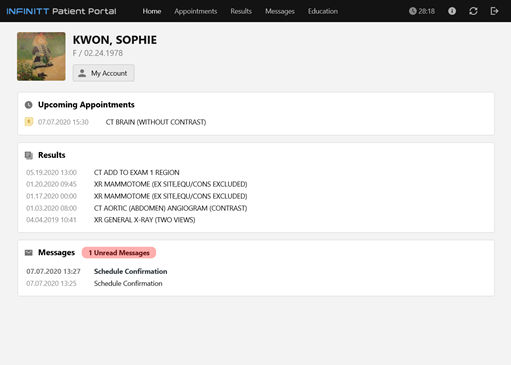 INFINITT Patient Portal
Home Appointments Results Messages Education
28:18
KWON, SOPHIE
F / 02.24.1978
My Account
Upcoming Appointments
07.07.2020 15:30 CT BRAIN (WITHOUT CONTRAST)
Results
05.19.2020 13:00 CT ADD TO EXAM 1 REGION
01.20.2020 09:45 XR MAMMOTOME (EX SITE,EQU/CONS EXCLUDED)
01.17.2020 00:00 XR MAMMOTOME (EX SITE,EQU/CONS EXCLUDED)
01.03.2020 08:00 CT AORTIC (ABDOMEN) ANGIOGRAM (CONTRAST)
04.04.2019 10:41 XR GENERAL X-RAY (TWO VIEWS)
Messages 1 Unread Messages
07.07.2020 13:27 Schedule Confirmation
07.07.2020 13:25 Schedule Confirmation